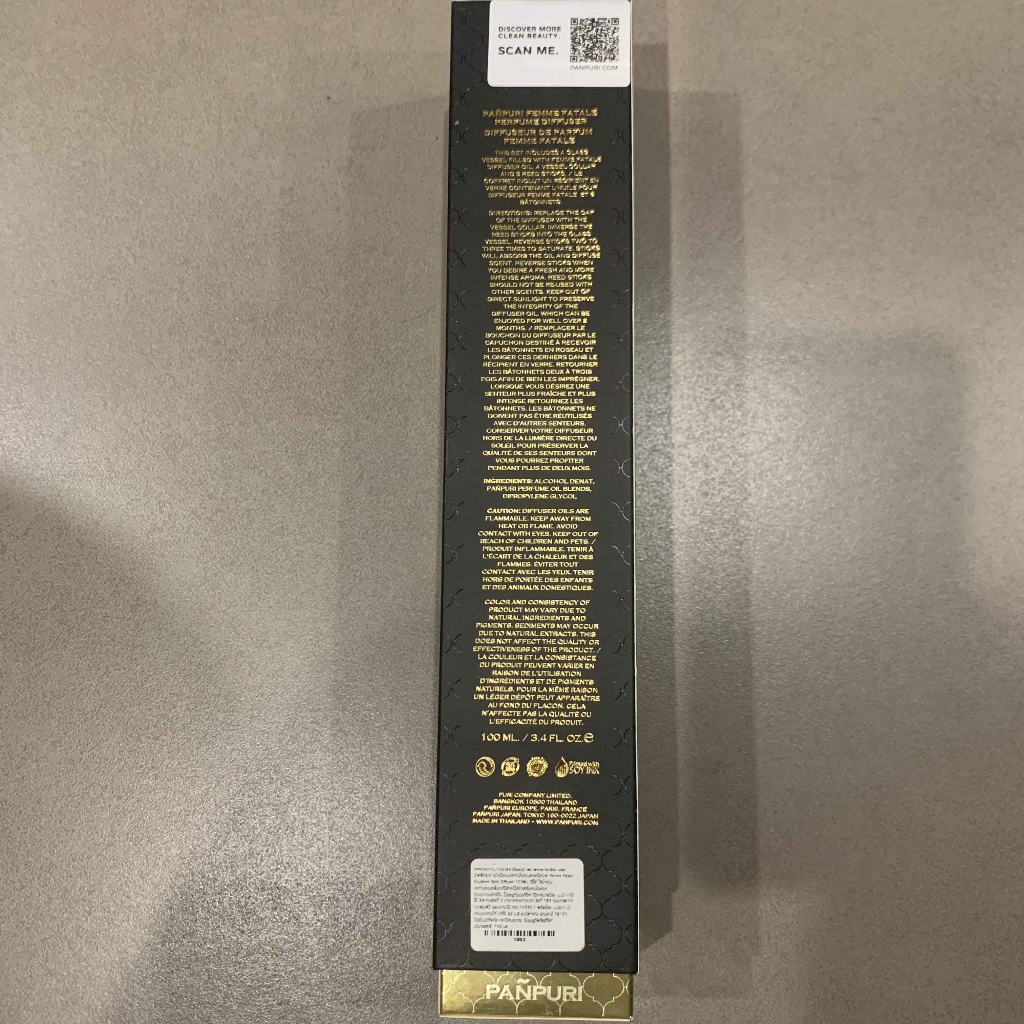 DISCOVER MORE
CLEAN BEAUTY.
SCAN ME.
PANPURI.COM
PAÑPURI FEMME FATALE
PERFUME DIFFUSER
DIFFUSEUR DE PARFUM
FEMME FATALE
THIS SET INCLUDES A GLASS
VESSEL FILLED WITH FEMME FATALE
DIFFUSER OIL, A VESSEL COLLAR
AND 5 REED STICKS. / LE
COFFRET INCLUT UN RÉCIPIENT EN
VERRE CONTENANT L'HUILE POUR
DIFFUSEUR FEMME FATALE ET 5
BÂTONNETS.
DIRECTIONS: REPLACE THE CAP
OF THE DIFFUSER WITH THE
VESSEL COLLAR. IMMERSE THE
REED STICKS INTO THE GLASS
VESSEL. REVERSE STICKS TWO TO
THREE TIMES TO SATURATE. STICKS
WILL ABSORB THE OIL AND DIFFUSE
SCENT. REVERSE STICKS WHEN
YOU DESIRE A FRESH AND MORE
INTENSE AROMA. REED STICKS
SHOULD NOT BE RE-USED WITH
OTHER SCENTS. KEEP OUT OF
DIRECT SUNLIGHT TO PRESERVE
THE INTEGRITY OF THE
DIFFUSER OIL, WHICH CAN BE
ENJOYED FOR WELL OVER 2
MONTHS. / REMPLACER LE
BOUCHON DU DIFFUSEUR PAR LE
CAPUCHON DESTINÉ À RECEVOIR
LES BÂTONNETS EN ROSEAU ET
PLONGER CES DERNIERS DANS LE
RÉCIPIENT EN VERRE. RETOURNER
LES BÂTONNETS DEUX À TROIS
FOIS AFIN DE BIEN LES IMPRÉGNER.
LORSQUE VOUS DÉSIREZ UNE
SENTEUR PLUS FRAÎCHE ET PLUS
INTENSE RETOURNEZ LES
BÂTONNETS. LES BÂTONNETS NE
DOIVENT PAS ÊTRE RÉUTILISÉS
AVEC D'AUTRES SENTEURS.
CONSERVER VOTRE DIFFUSEUR
HORS DE LA LUMIÈRE DIRECTE DU
SOLEIL POUR PRÉSERVER LA
QUALITÉ DE SES SENTEURS DONT
VOUS POURREZ PROFITER
PENDANT PLUS DE DEUX MOIS.
INGREDIENTS: ALCOHOL DENAT,
PAÑPURI PERFUME OIL BLENDS,
DIPROPYLENE GLYCOL
CAUTION: DIFFUSER OILS ARE
FLAMMABLE. KEEP AWAY FROM
HEAT OR FLAME. AVOID
CONTACT WITH EYES. KEEP OUT OF
REACH OF CHILDREN AND PETS. /
PRODUIT INFLAMMABLE. TENIR À
L'ÉCART DE LA CHALEUR ET DES
FLAMMES. ÉVITER TOUT
CONTACT AVEC LES YEUX. TENIR
HORS DE PORTÉE DES ENFANTS
ET DES ANIMAUX DOMESTIQUES.
COLOR AND CONSISTENCY OF
PRODUCT MAY VARY DUE TO
NATURAL INGREDIENTS AND
PIGMENTS. SEDIMENTS MAY OCCUR
DUE TO NATURAL EXTRACTS. THIS
DOES NOT AFFECT THE QUALITY OR
EFFECTIVENESS OF THE PRODUCT. /
LA COULEUR ET LA CONSISTANCE
DU PRODUIT PEUVENT VARIER EN
RAISON DE L'UTILISATION
D'INGRÉDIENTS ET DE PIGMENTS
NATURELS. POUR LA MÊME RAISON
UN LÉGER DÉPÔT PEUT APPARAÎTRE
AU FOND DU FLACON. CELA
N'AFFECTE PAS LA QUALITÉ OU
L'EFFICACITÉ DU PRODUIT.
100 ML. / 3.4 FL. OZ.℮
Printed with
SOY INK
PURI COMPANY LIMITED.
BANGKOK 10500 THAILAND
PAÑPURI EUROPE, PARIS, FRANCE
PAÑPURI JAPAN, TOKYO 160-0022 JAPAN
MADE IN THAILAND - WWW.PANPURI.COM
PAÑPURI